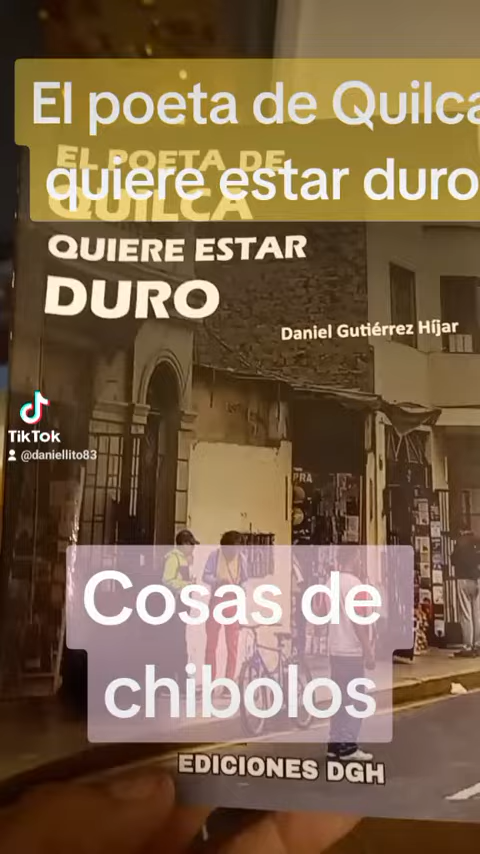 El poeta de Quilca
quiere estar duro
EL POETA DE
QUILCA
QUIERE ESTAR
DURO
Daniel Gutiérrez Híjar
TikTok
@daniellito83
PRA
Cosas de
chibolos
EDICIONES DGH